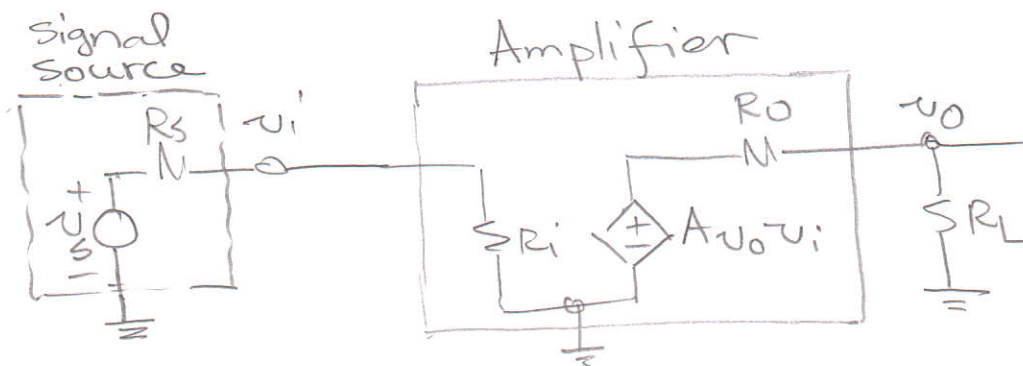 Signal
source
Amplifier
Rs
vi
Ro
vo
+
vs
−
Ri
+
−
Avovi
RL